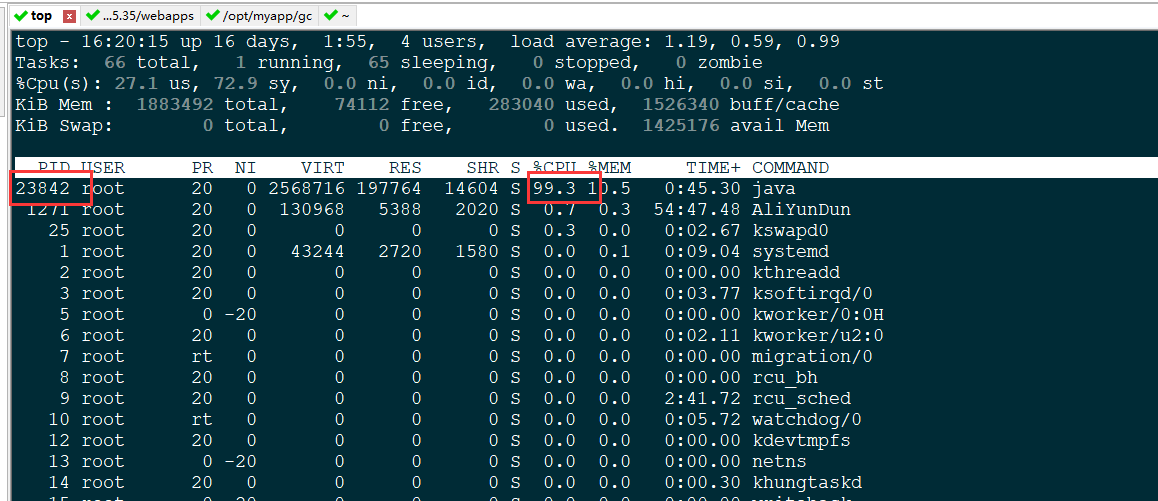 top ...5.35/webapps /opt/myapp/gc ~
top - 16:20:15 up 16 days,  1:55,  4 users,  load average: 1.19, 0.59, 0.99
Tasks:  66 total,   1 running,  65 sleeping,   0 stopped,   0 zombie
%Cpu(s): 27.1 us, 72.9 sy,  0.0 ni,  0.0 id,  0.0 wa,  0.0 hi,  0.0 si,  0.0 st
KiB Mem :  1883492 total,    74112 free,   283040 used,  1526340 buff/cache
KiB Swap:        0 total,        0 free,        0 used.  1425176 avail Mem
PID USER      PR  NI    VIRT    RES    SHR S  %CPU %MEM     TIME+ COMMAND
23842 root      20   0 2568716 197764  14604 S  99.3 10.5   0:45.30 java
1271 root      20   0  130968   5388   2020 S   0.7  0.3  54:47.48 AliYunDun
25 root      20   0       0      0      0 S   0.3  0.0   0:02.67 kswapd0
1 root      20   0   43244   2720   1580 S   0.0  0.1   0:09.04 systemd
2 root      20   0       0      0      0 S   0.0  0.0   0:00.00 kthreadd
3 root      20   0       0      0      0 S   0.0  0.0   0:03.77 ksoftirqd/0
5 root       0 -20       0      0      0 S   0.0  0.0   0:00.00 kworker/0:0H
6 root      20   0       0      0      0 S   0.0  0.0   0:02.11 kworker/u2:0
7 root      rt   0       0      0      0 S   0.0  0.0   0:00.00 migration/0
8 root      20   0       0      0      0 S   0.0  0.0   0:00.00 rcu_bh
9 root      20   0       0      0      0 S   0.0  0.0   2:41.72 rcu_sched
10 root      rt   0       0      0      0 S   0.0  0.0   0:05.72 watchdog/0
12 root      20   0       0      0      0 S   0.0  0.0   0:00.00 kdevtmpfs
13 root       0 -20       0      0      0 S   0.0  0.0   0:00.00 netns
14 root      20   0       0      0      0 S   0.0  0.0   0:00.30 khungtaskd